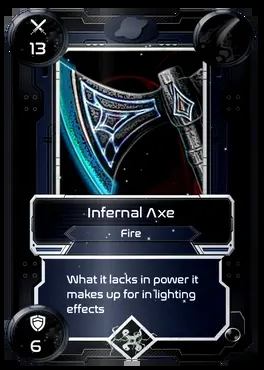 13
Infernal Axe
Fire
What it lacks in power it
makes up for in lighting
effects
6